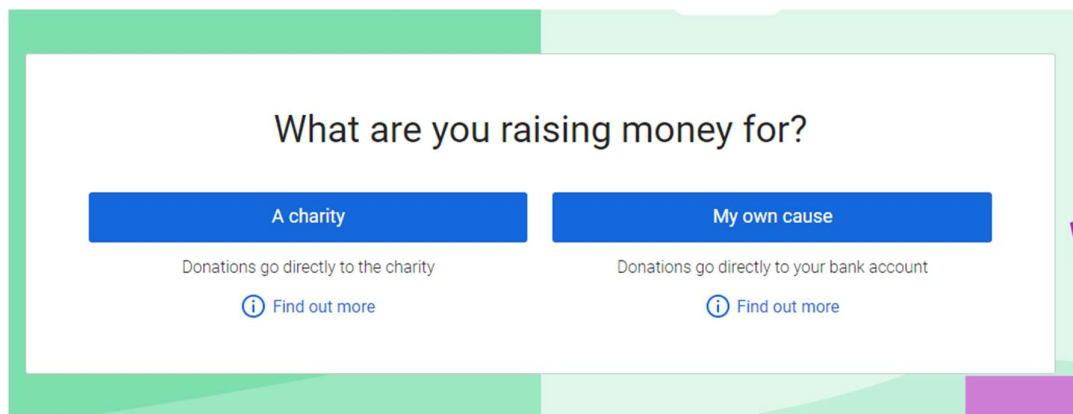 What are you raising money for?
A charity
My own cause
Donations go directly to the charity
Donations go directly to your bank account
Find out more
Find out more